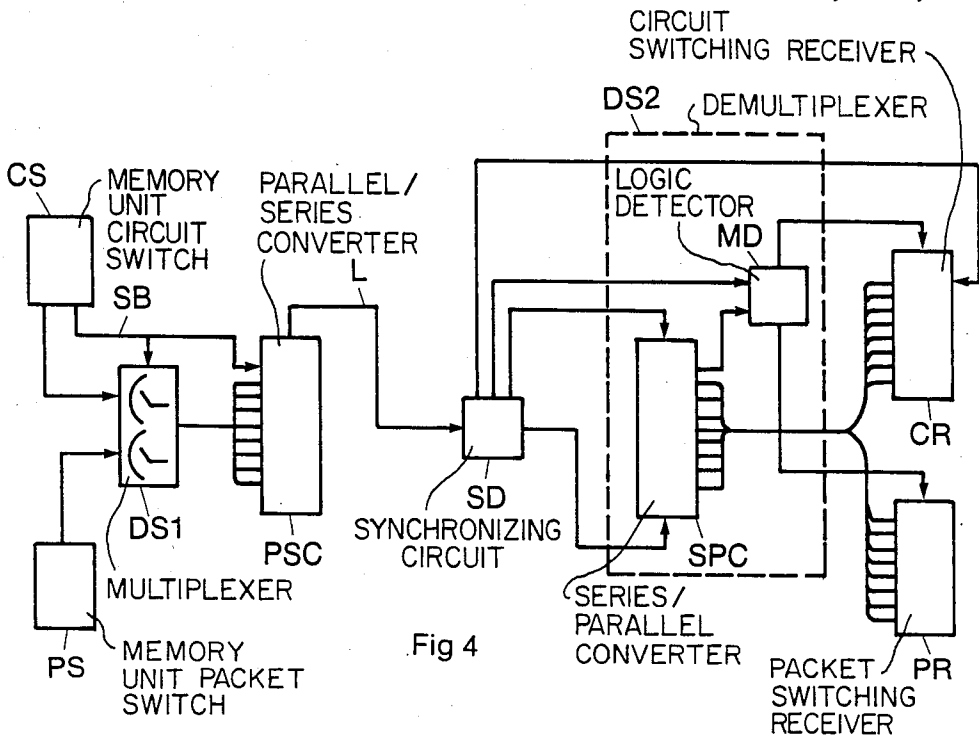 CIRCUIT
SWITCHING RECEIVER
DS2
DEMULTIPLEXER
CS
MEMORY
UNIT
CIRCUIT
SWITCH
PARALLEL/
SERIES
CONVERTER
LOGIC
DETECTOR
MD
L
SB
CR
DS1
PSC
SD
SYNCHRONIZING
CIRCUIT
SPC
MULTIPLEXER
SERIES/
PARALLEL
CONVERTER
PS
MEMORY
UNIT PACKET
SWITCH
Fig 4
PACKET
SWITCHING
RECEIVER
PR